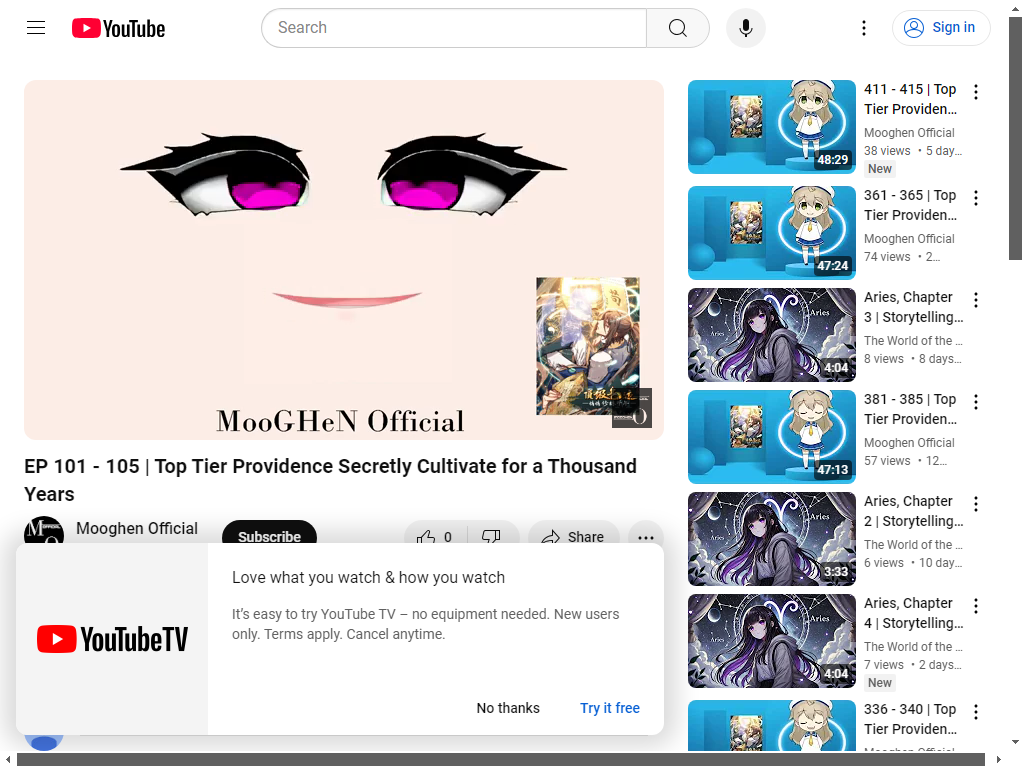 YouTube
Search
Sign in
MooGHeN Official
EP 101 - 105 | Top Tier Providence Secretly Cultivate for a Thousand
Years
Mooghen Official
Subscribe
0
Share
YouTubeTV
Love what you watch & how you watch
It's easy to try YouTube TV – no equipment needed. New users
only. Terms apply. Cancel anytime.
No thanks
Try it free
48:29
411 - 415 | Top
Tier Providen…
Mooghen Official
38 views • 5 day…
New
47:24
361 - 365 | Top
Tier Providen…
Mooghen Official
74 views • 2…
Aries
Aries
4:04
Aries, Chapter
3 | Storytelling…
The World of the …
8 views • 8 days…
47:13
381 - 385 | Top
Tier Providen…
Mooghen Official
57 views • 12…
Aries
Aries
3:33
Aries, Chapter
2 | Storytelling…
The World of the …
6 views • 10 day…
Aries
Aries
4:04
Aries, Chapter
4 | Storytelling…
The World of the …
7 views • 2 days…
New
336 - 340 | Top
Tier Providen…
Mooghen Official